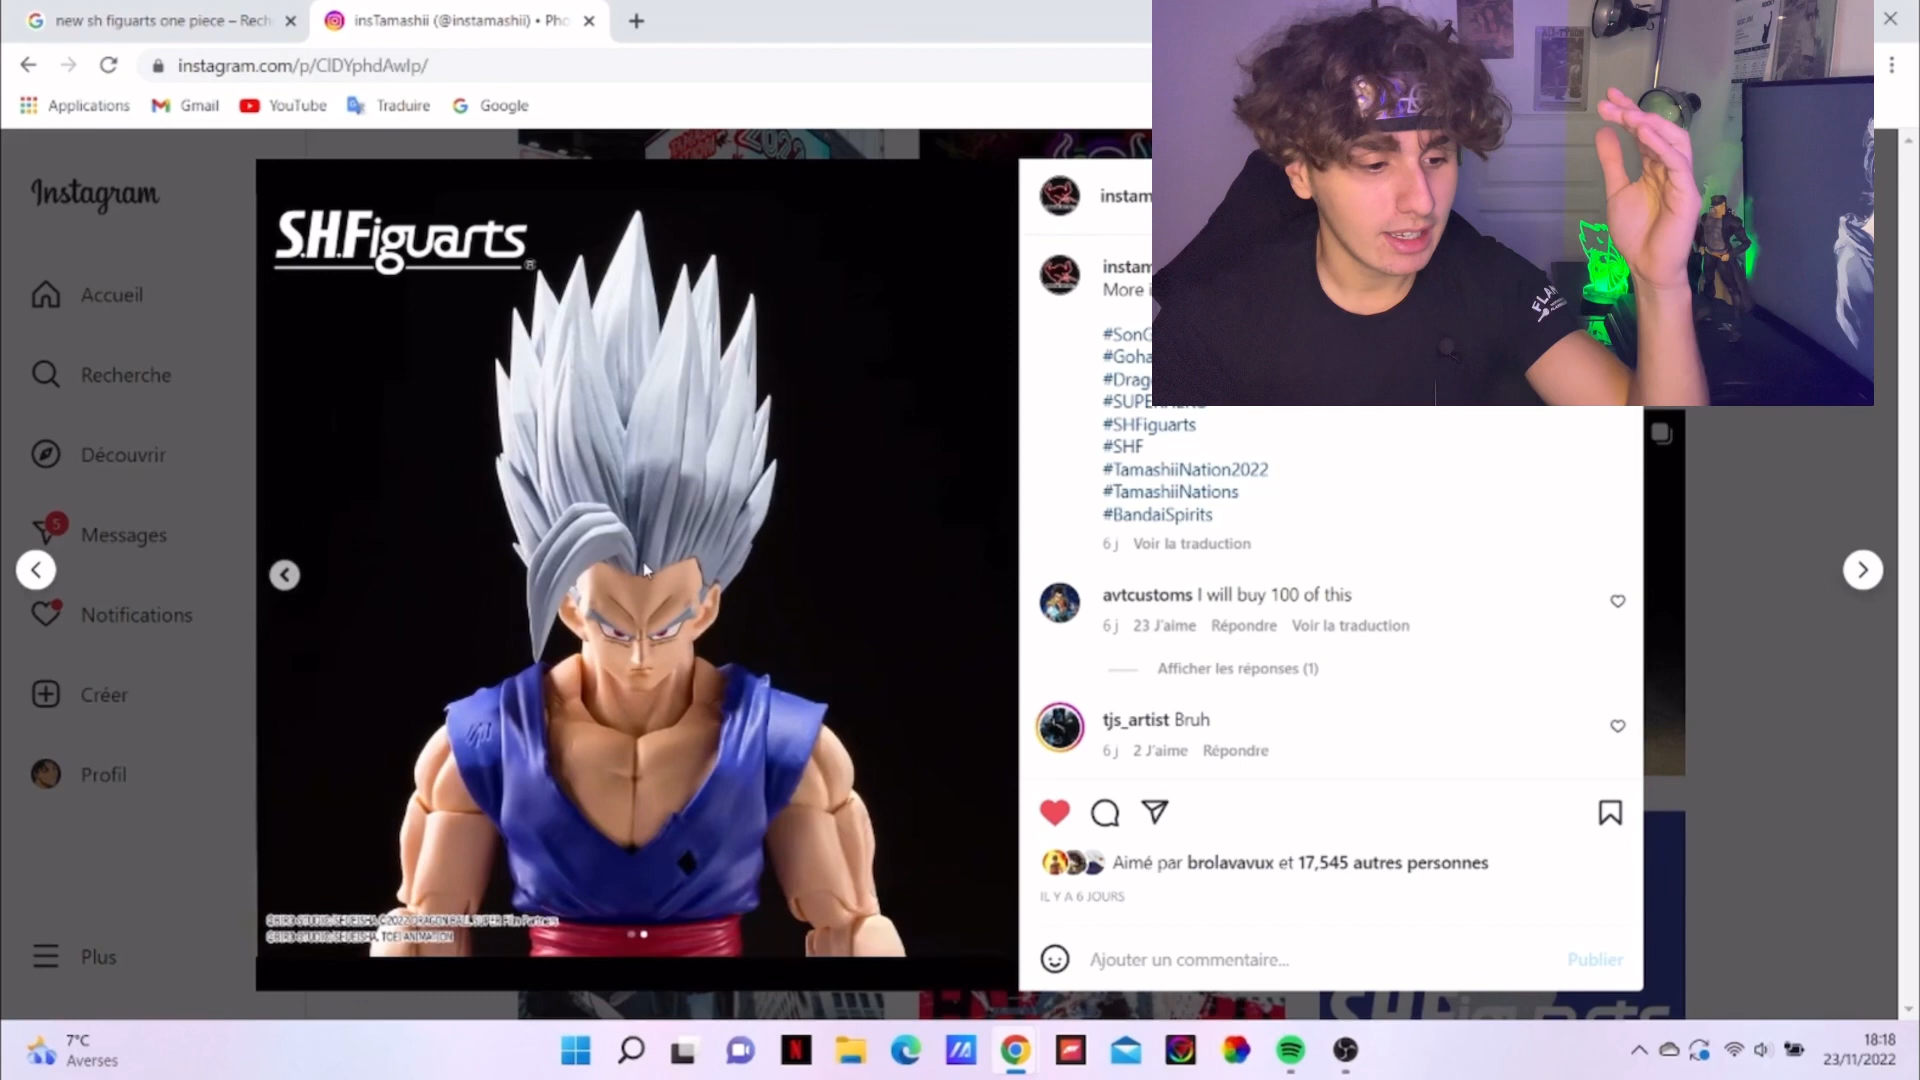 new sh figuarts one piece – Rech
insTamashii (@instamashii) • Pho
instagram.com/p/ClDYphdAwlp/
Applications
Gmail
YouTube
Traduire
Google
Instagram
Accueil
Recherche
Découvrir
5
Messages
Notifications
Créer
Profil
Plus
S.H.Figuarts
instam
instam
More i
#SonG
#Goha
#Drag
#SUPERHERO
#SHFiguarts
#SHF
#TamashiiNation2022
#TamashiiNations
#BandaiSpirits
6 j Voir la traduction
avtcustoms I will buy 100 of this
6 j 23 J'aime Répondre Voir la traduction
Afficher les réponses (1)
tjs_artist Bruh
6 j 2 J'aime Répondre
Aimé par brolavavux et 17,545 autres personnes
IL Y A 6 JOURS
Ajouter un commentaire...
Publier
7°C
Averses
18:18
23/11/2022